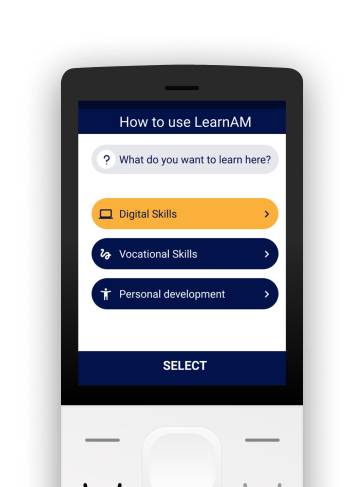 How to use LearnAM
? What do you want to learn here?
Digital Skills
Vocational Skills
Personal development
SELECT